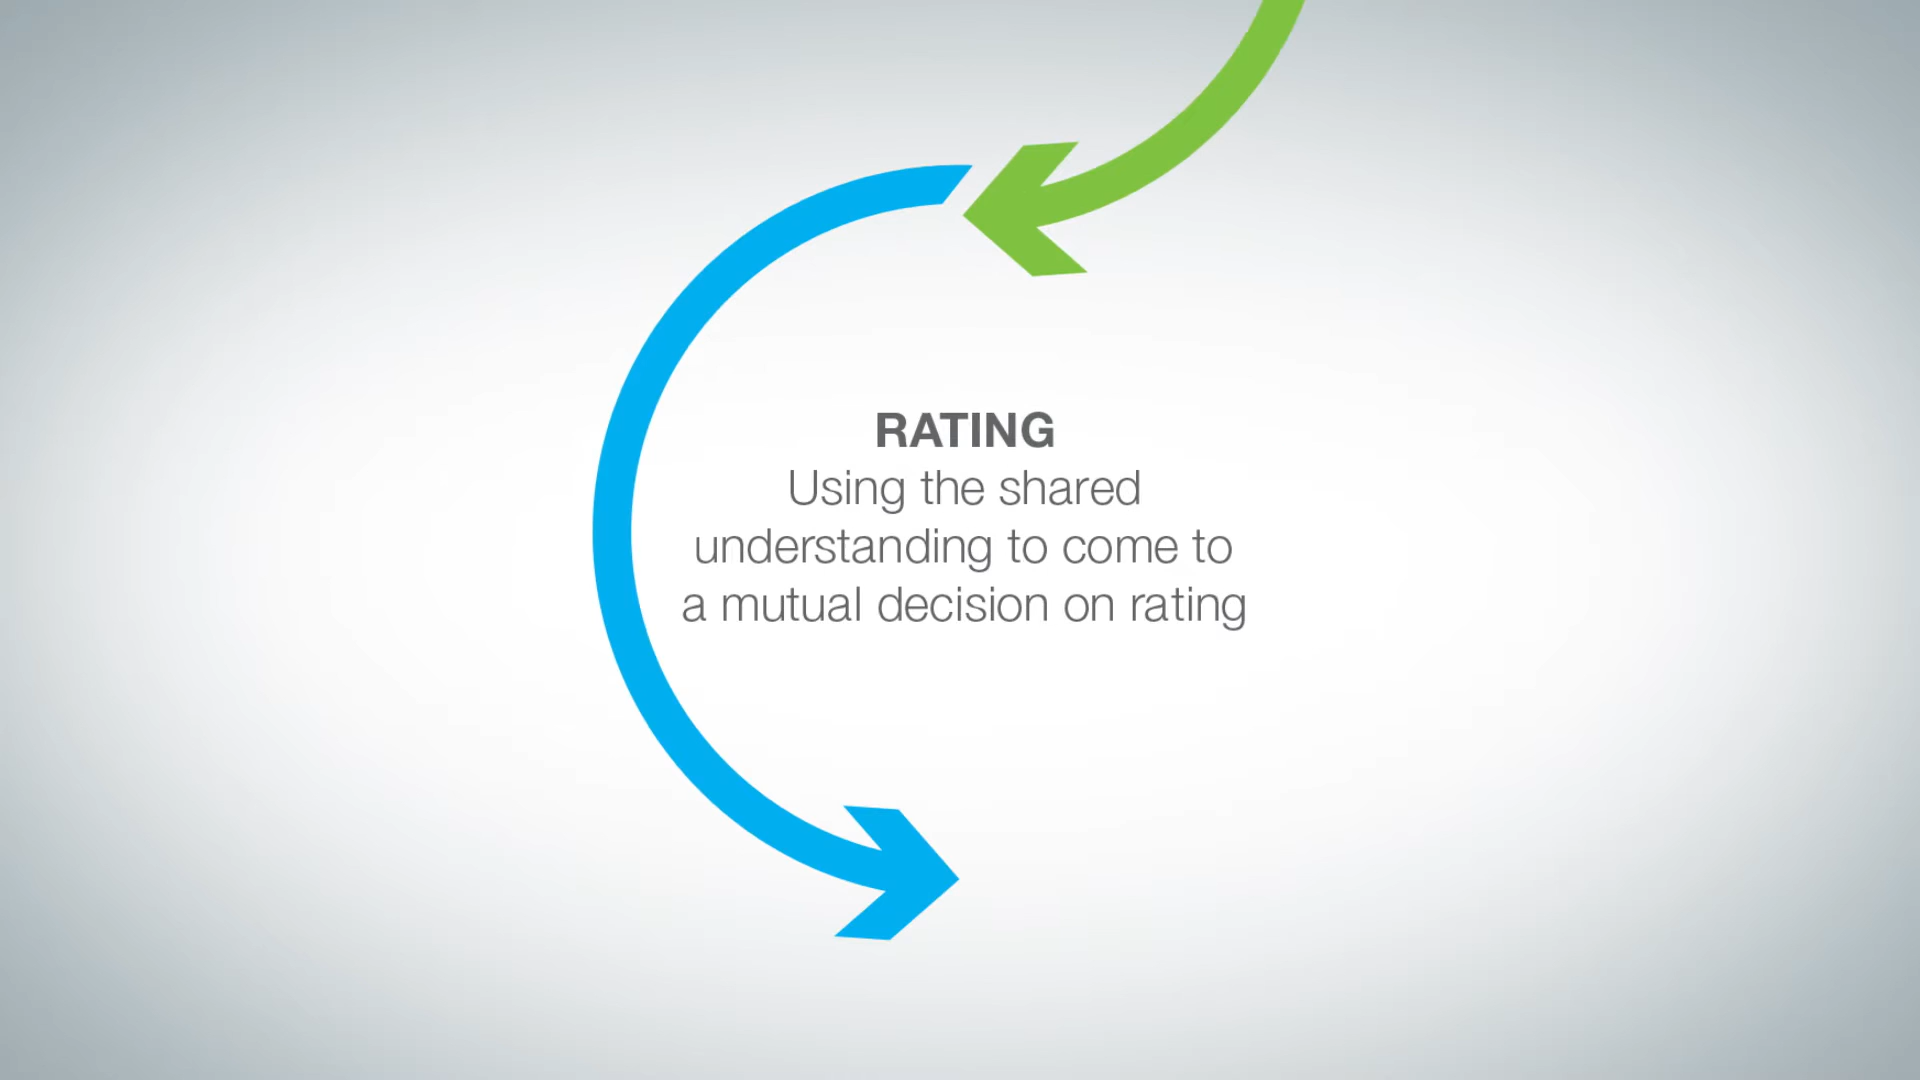 RATING
Using the shared
understanding to come to
a mutual decision on rating